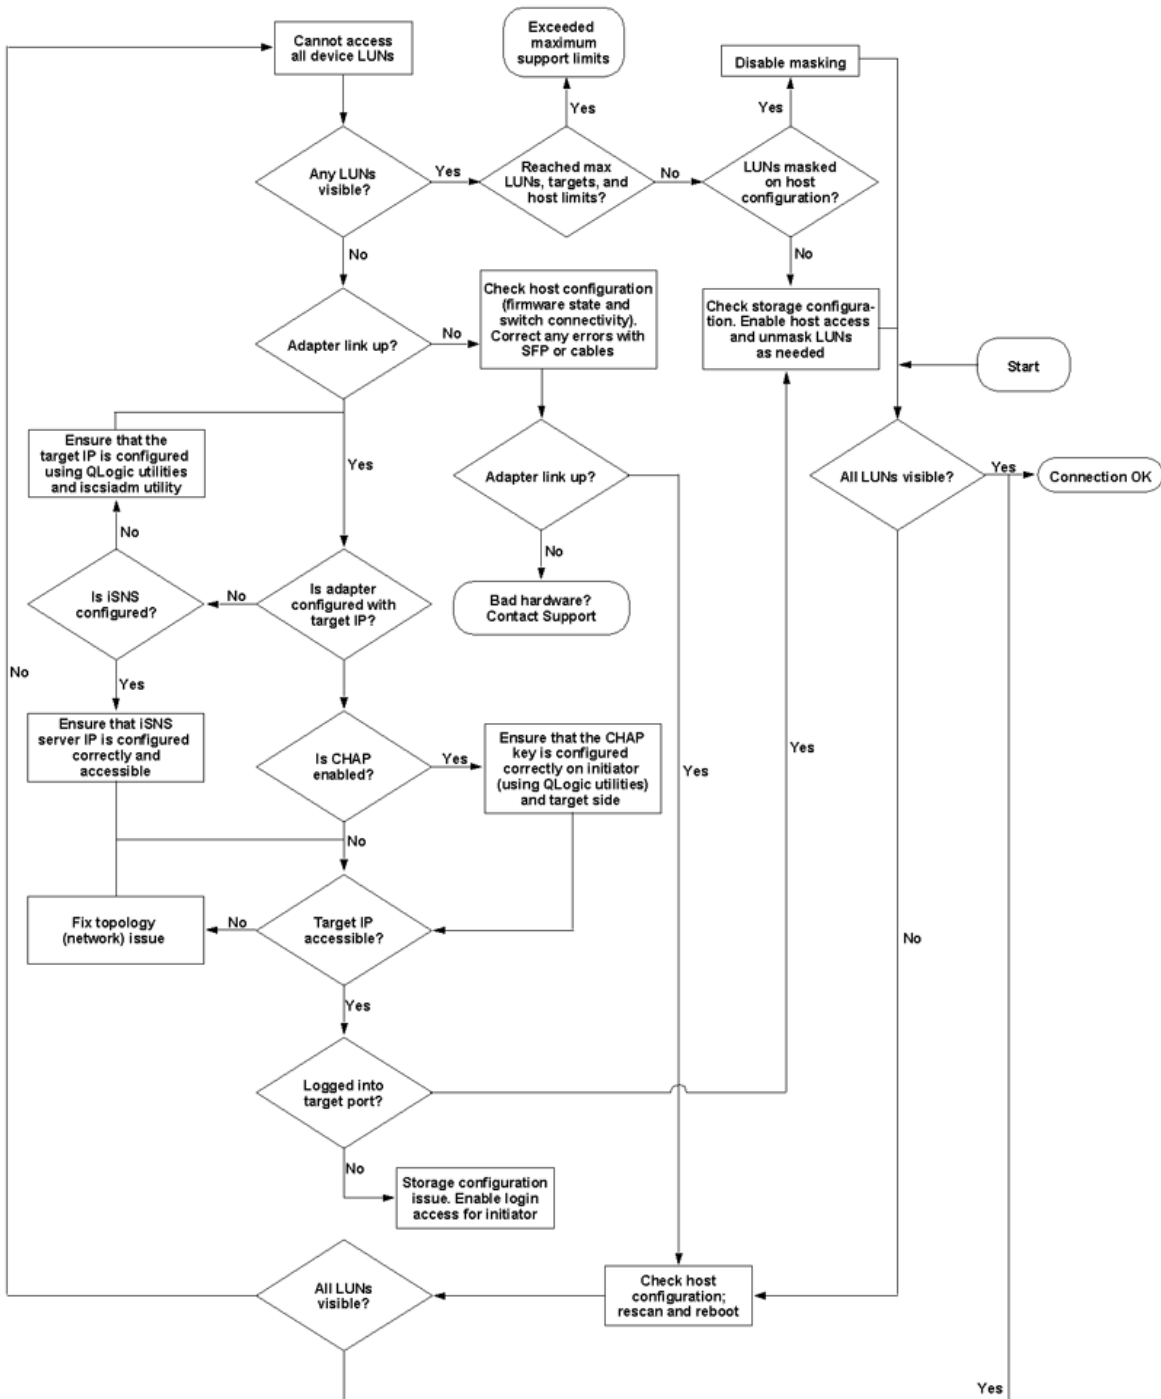 Cannot access
all device LUNs
Exceeded
maximum
support limits
Disable masking
Yes
Yes
Any LUNs
visible?
Yes
Reached max
LUNs, targets, and
host limits?
No
LUNs masked
on host
configuration?
No
No
Check host configuration
(firmware state and
switch connectivity).
Correct any errors with
SFP or cables
Check storage configura-
tion. Enable host access
and unmask LUNs
as needed
Adapter link up?
No
Start
Ensure that the
target IP is configured
using QLogic utilities
and iscsiadm utility
Yes
Adapter link up?
All LUNs visible?
Yes
Connection OK
No
No
Is iSNS
configured?
No
Is adapter
configured with
target IP?
Bad hardware?
Contact Support
No
Yes
Ensure that iSNS
server IP is configured
correctly and
accessible
Is CHAP
enabled?
Yes
Ensure that the CHAP
key is configured
correctly on initiator
(using QLogic utilities)
and target side
Yes
Yes
No
Fix topology
(network) issue
No
Target IP
accessible?
No
Yes
Logged into
target port?
No
Storage configuration
issue. Enable login
access for initiator
All LUNs
visible?
Check host
configuration;
rescan and reboot
Yes